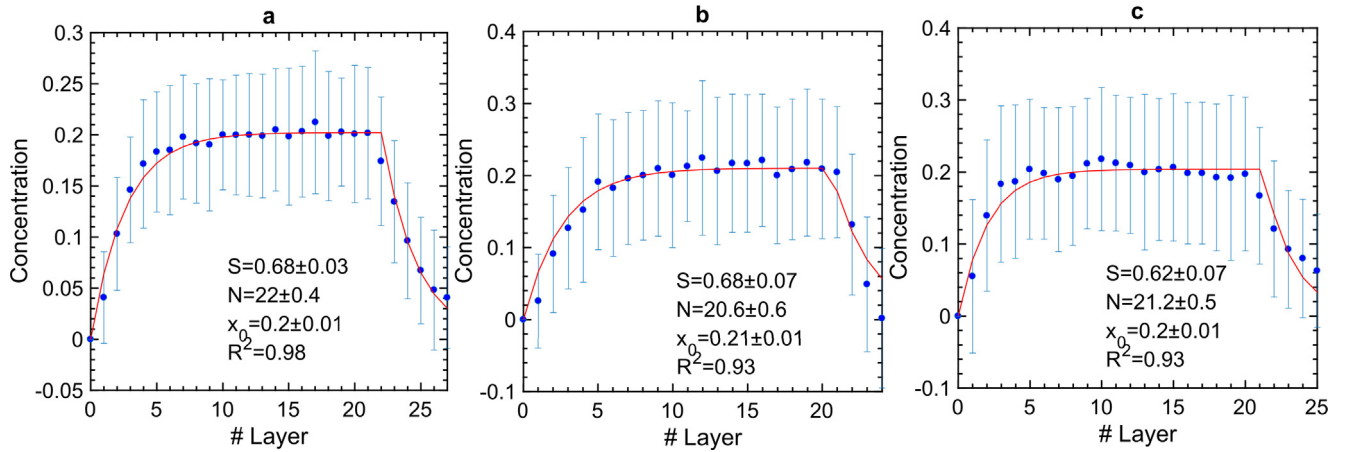 a
0.3
0.25
0.2
0.15
0.1
0.05
0
-0.05
Concentration
S=0.68±0.03
N=22±0.4
x0=0.2±0.01
R2=0.98
0 5 10 15 20 25
# Layer
b
0.4
0.3
0.2
0.1
0
-0.1
Concentration
S=0.68±0.07
N=20.6±0.6
x0=0.21±0.01
R2=0.93
0 5 10 15 20
# Layer
c
0.4
0.3
0.2
0.1
0
-0.1
Concentration
S=0.62±0.07
N=21.2±0.5
x0=0.2±0.01
R2=0.93
0 5 10 15 20 25
# Layer